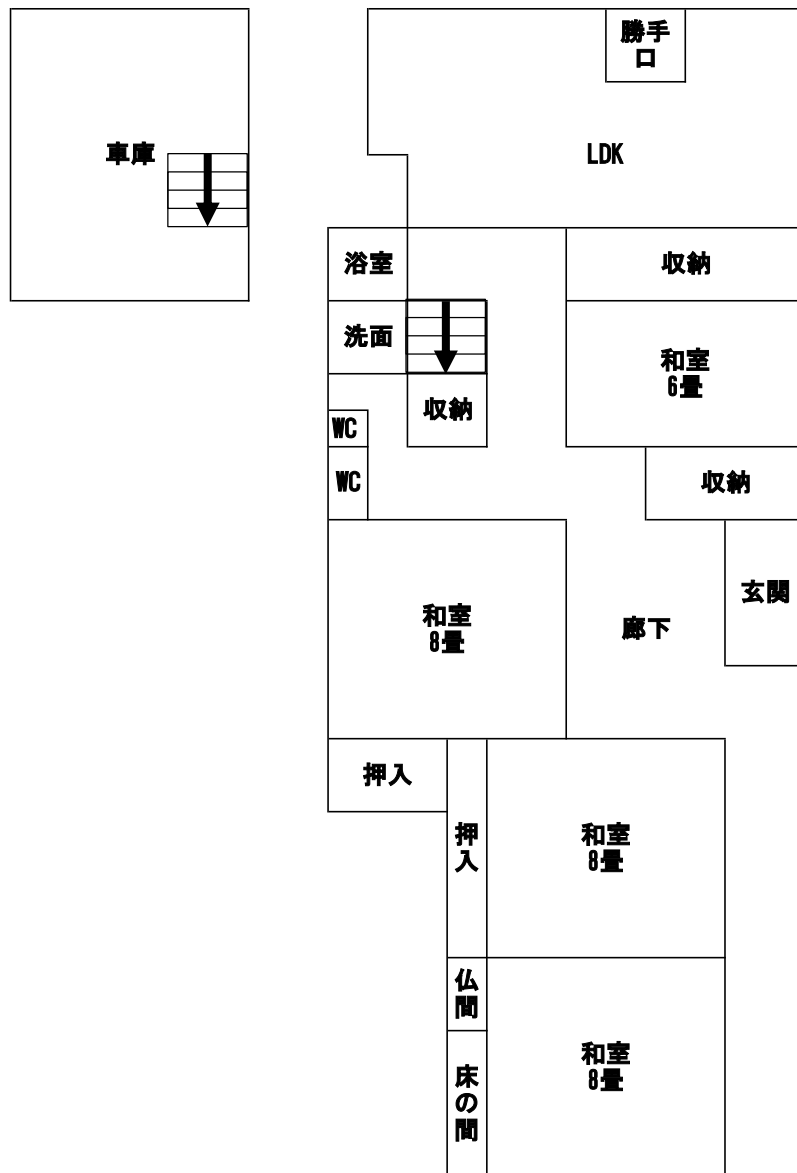 勝手
口
車庫
LDK
浴室
収納
洗面
和室
6畳
収納
WC
WC
収納
玄関
和室
8畳
廊下
押入
押入
和室
8畳
仏間
床の間
和室
8畳